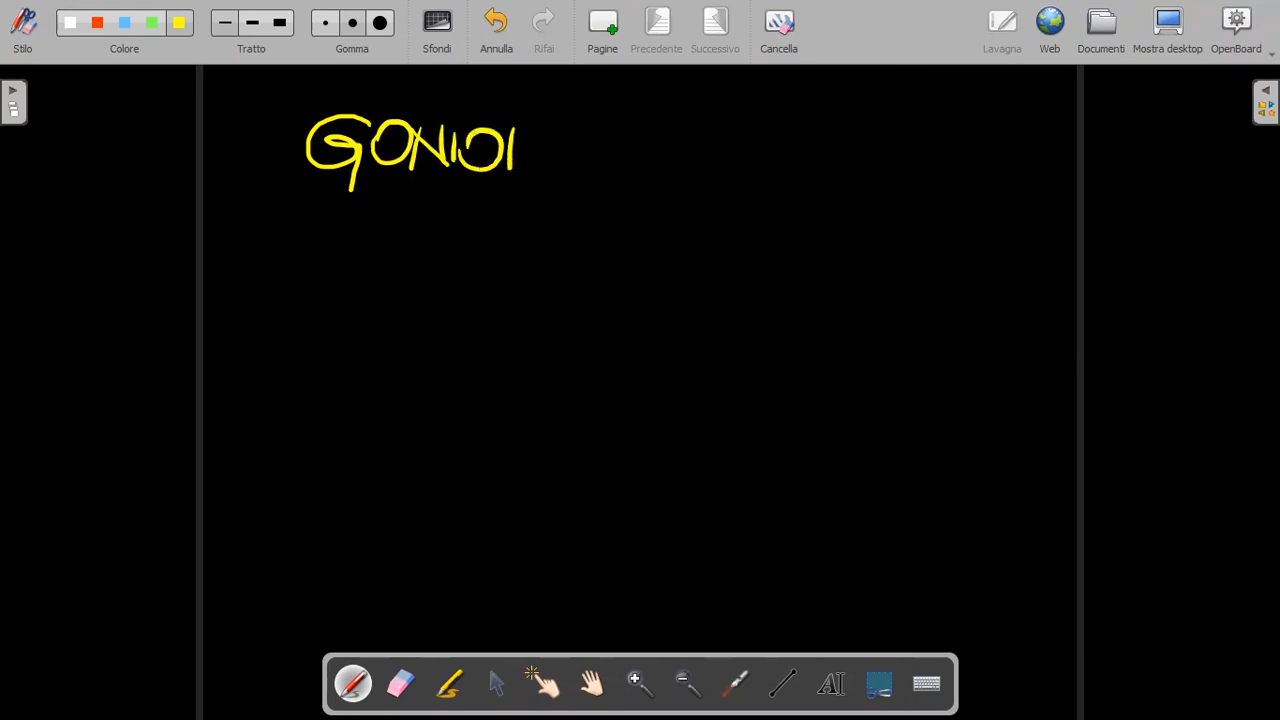 Stilo Colore Tratto Gomma Sfondi Annulla Rifai Pagine Precedente Successivo Cancella Lavagna Web Documenti Mostra desktop OpenBoard
GONIOI